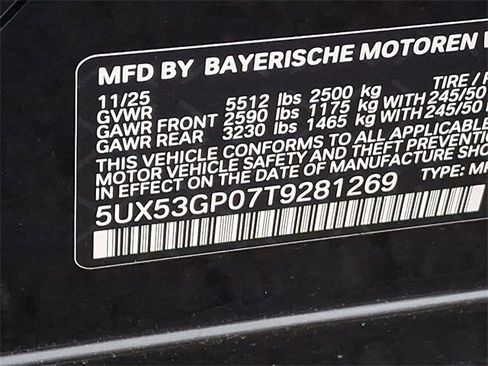 MFD BY BAYERISCHE MOTOREN
11/25
GVWR 5512 lbs 2500 kg TIRE /
GAWR FRONT 2590 lbs 1175 kg WITH 245/50
GAWR REAR 3230 lbs 1465 kg WITH 245/50
THIS VEHICLE CONFORMS TO ALL APPLICABLE
MOTOR VEHICLE SAFETY AND THEFT PREVENTIO
IN EFFECT ON THE DATE OF MANUFACTURE SHO
5UX53GP07T9281269 TYPE: M